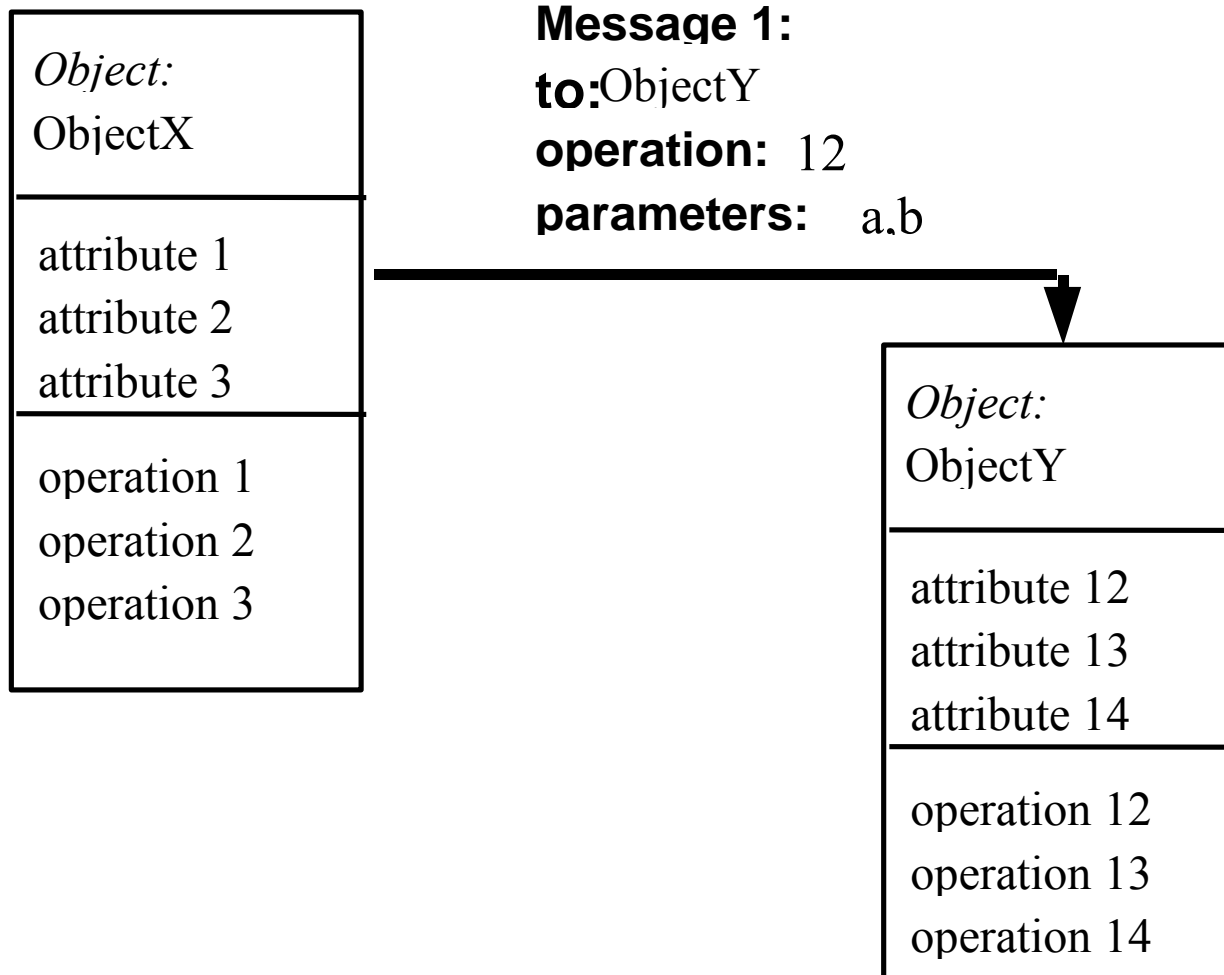 Object:
ObjectX
attribute 1
attribute 2
attribute 3
operation 1
operation 2
operation 3
Message 1:
to:ObjectY
operation: 12
parameters: a,b
Object:
ObjectY
attribute 12
attribute 13
attribute 14
operation 12
operation 13
operation 14